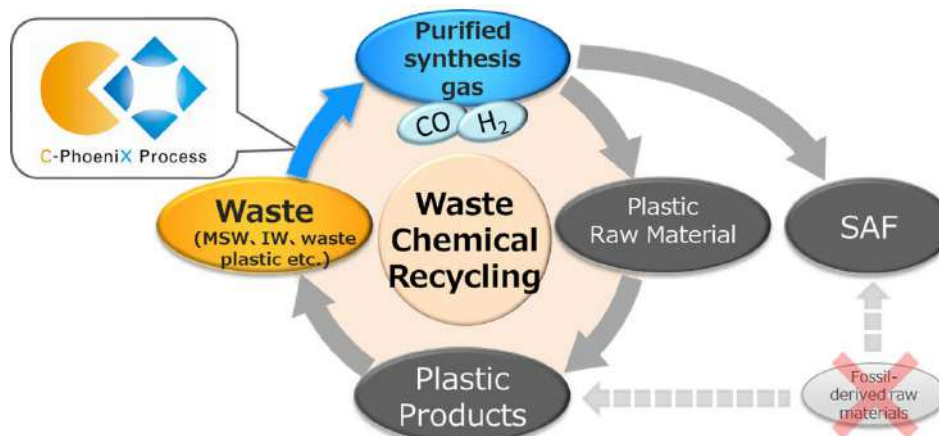 C-PhoeniX Process
Purified
synthesis
gas
CO
H₂
Waste
(MSW、IW、waste
plastic etc.)
Waste
Chemical
Recycling
Plastic
Raw Material
SAF
Plastic
Products
Fossil-
derived raw
materials